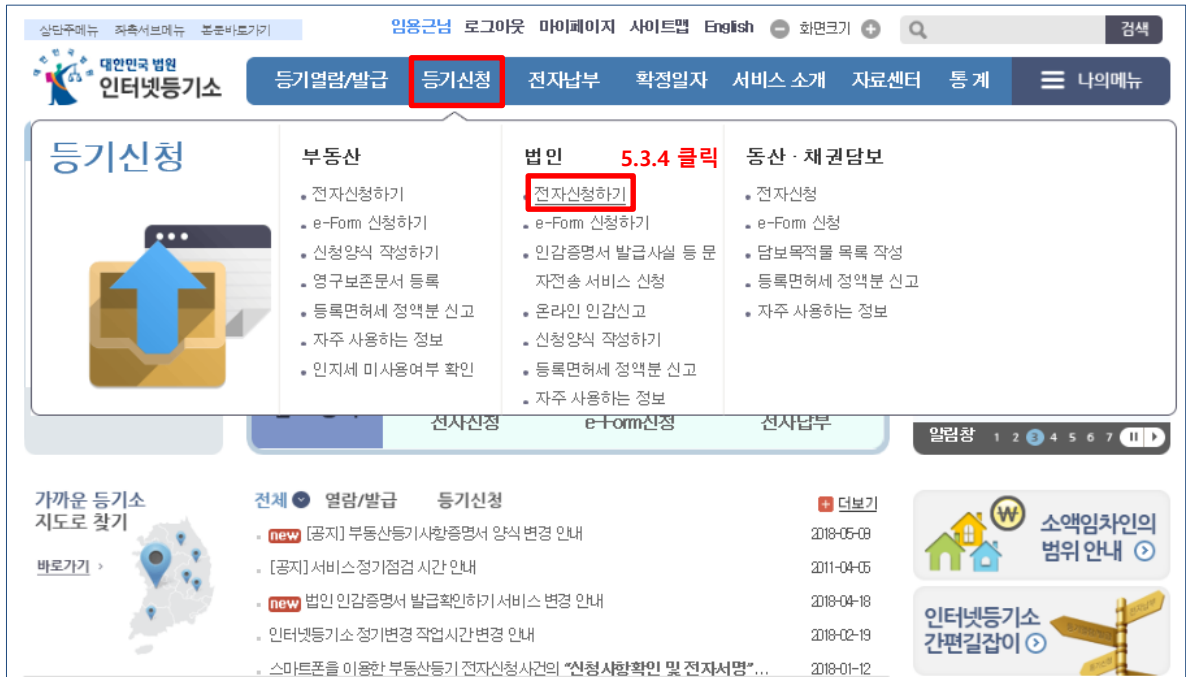 상단주메뉴 좌측서브메뉴 본문바로가기
임용근님 로그아웃 마이페이지 사이트맵 English 화면크기 검색
대한민국 법원
인터넷등기소
등기열람/발급 등기신청 전자납부 확정일자 서비스 소개 자료센터 통계 나의메뉴
등기신청
부동산
전자신청하기
e-Form 신청하기
신청양식 작성하기
영구보존문서 등록
등록면허세 정액분 신고
자주 사용하는 정보
인지세 미사용여부 확인
법인 5.3.4 클릭
전자신청하기
e-Form 신청하기
인감증명서 발급사실 등 문
자전송 서비스 신청
온라인 인감신고
신청양식 작성하기
등록면허세 정액분 신고
자주 사용하는 정보
동산 · 채권담보
전자신청
e-Form 신청
담보목적물 목록 작성
등록면허세 정액분 신고
자주 사용하는 정보
전자신청 e-Form신청 전자납부
알림창 1 2 3 4 5 6 7
가까운 등기소
지도로 찾기
바로가기
전체 열람/발급 등기신청 더보기
new [공지] 부동산등기사항증명서 양식 변경 안내 2018-05-09
[공지] 서비스 정기점검 시간 안내 2011-04-05
new 법인 인감증명서 발급확인하기 서비스 변경 안내 2018-04-18
인터넷등기소 정기변경 작업시간 변경 안내 2018-02-19
스마트폰을 이용한 부동산등기 전자신청사건의 "신청사항확인 및 전자서명"... 2018-01-12
소액임차인의
범위 안내
인터넷등기소
간편길잡이